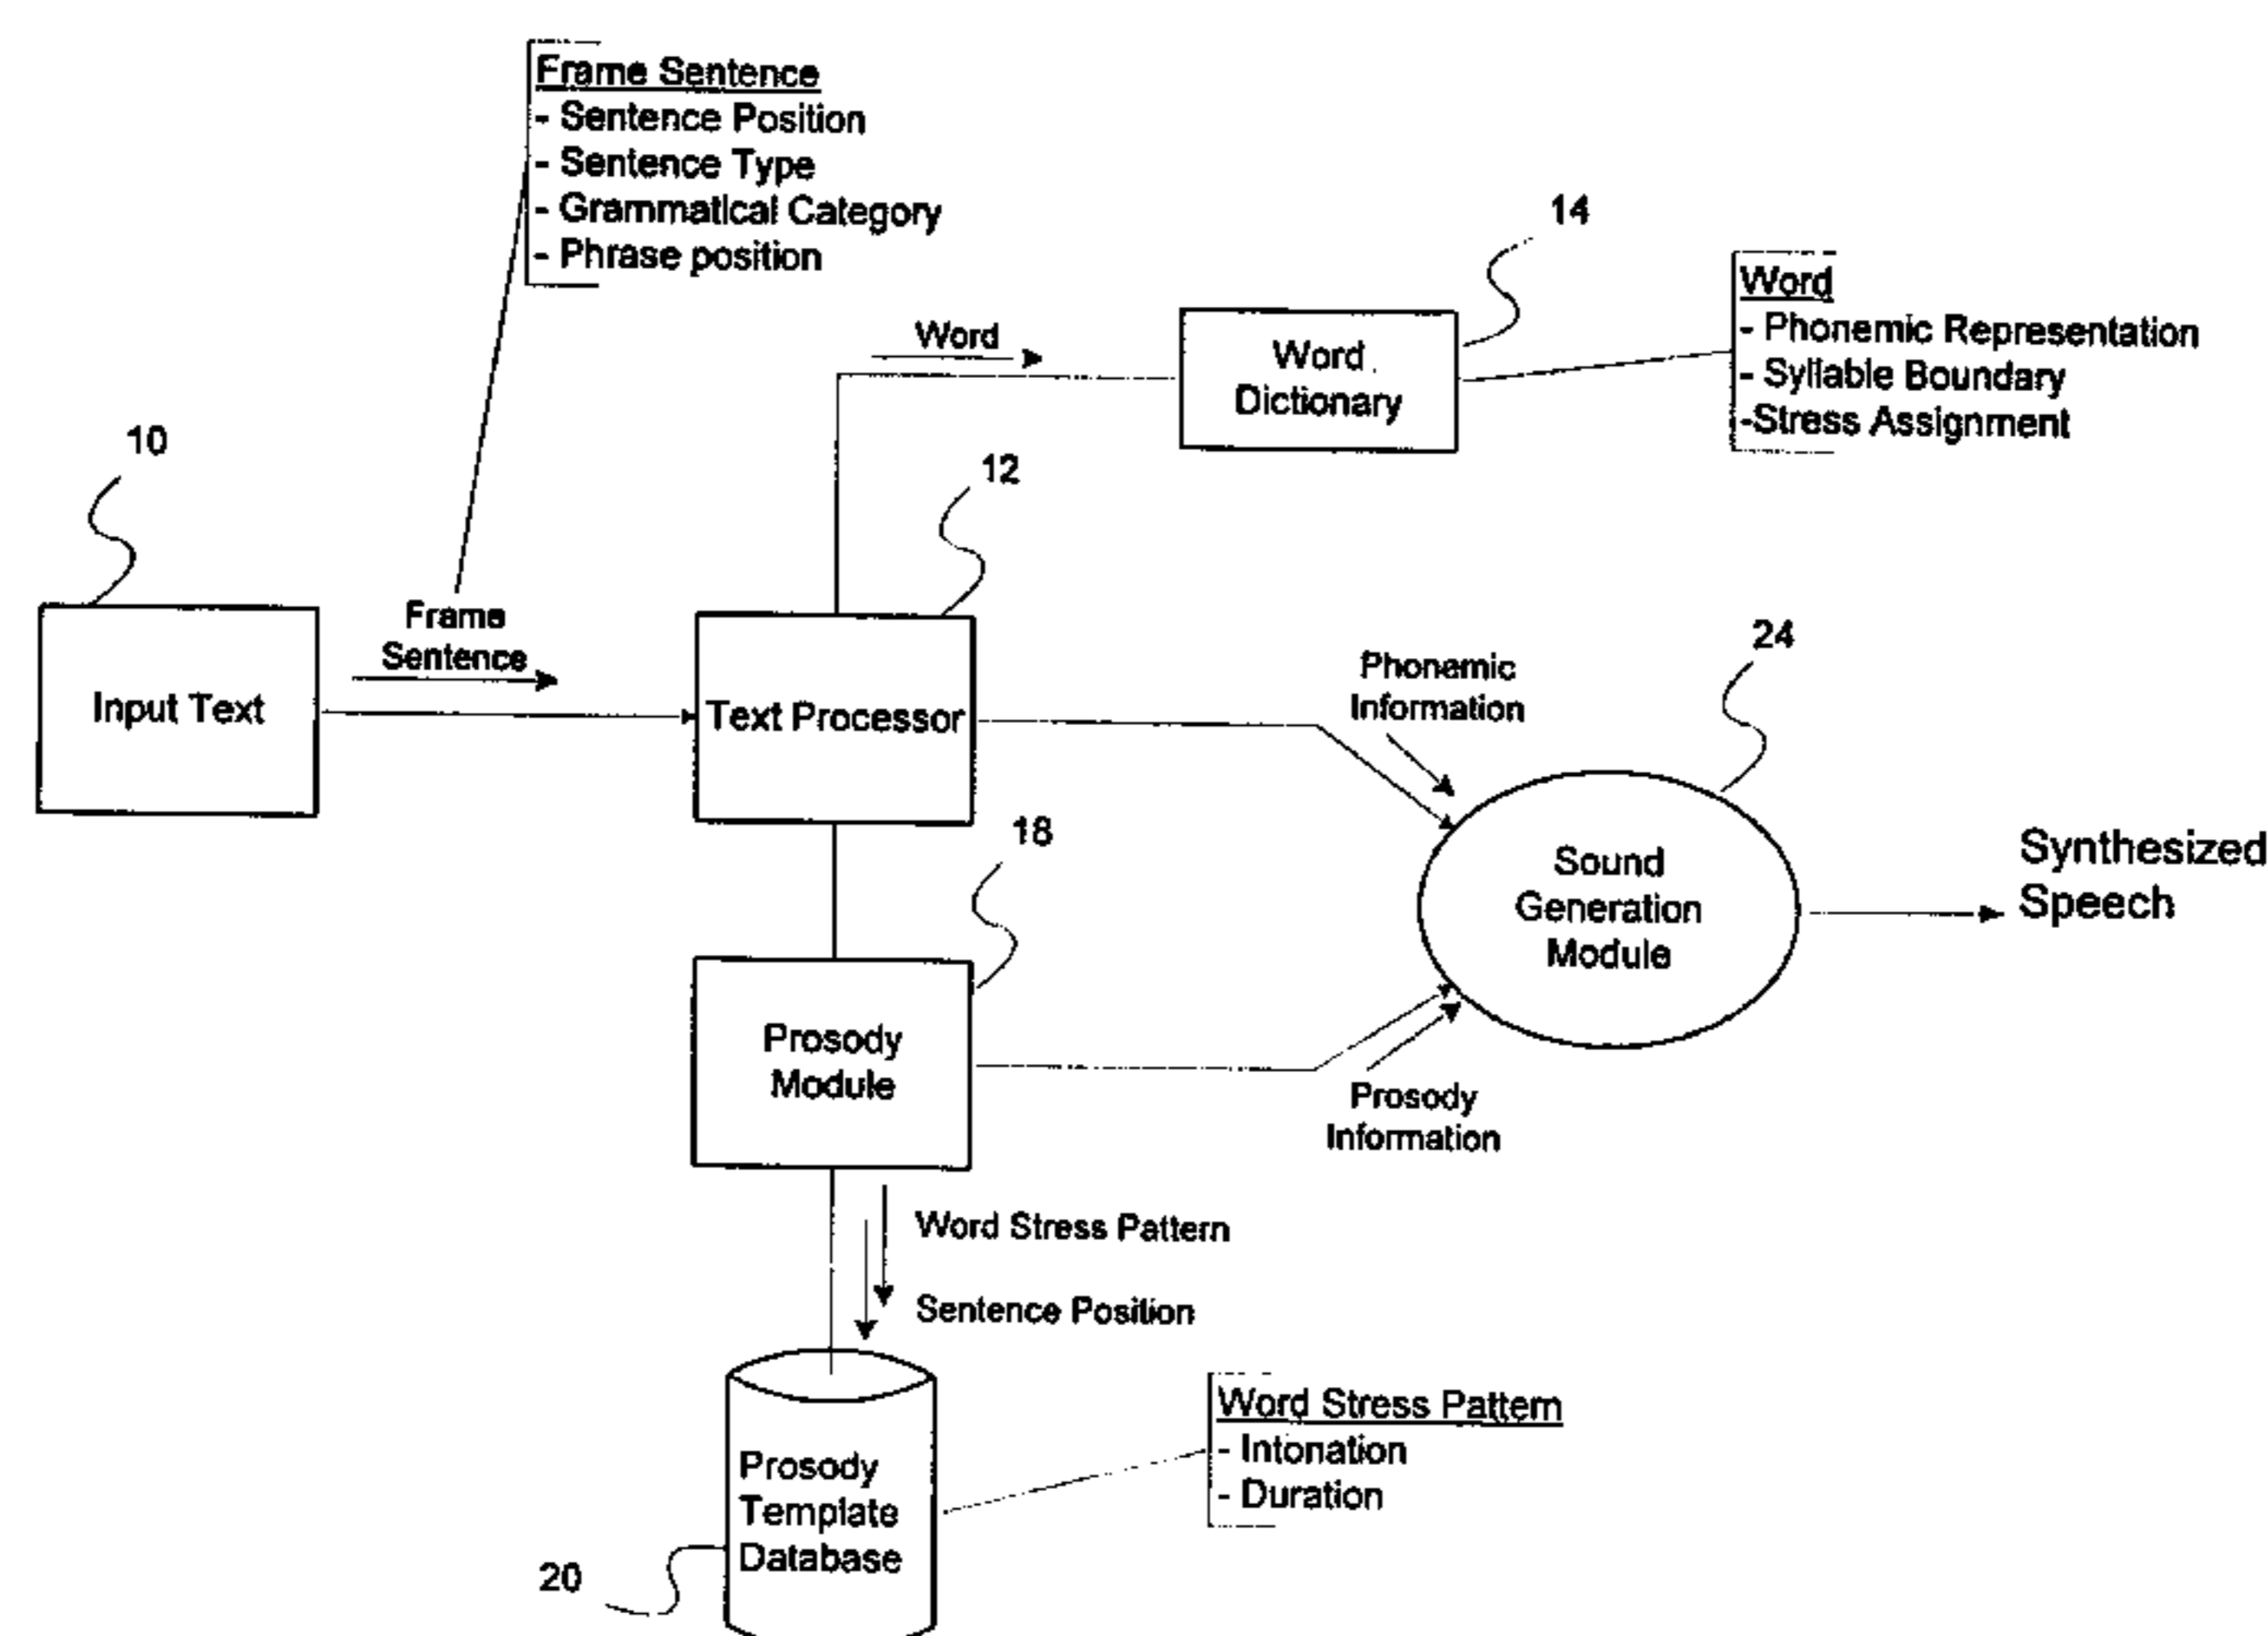 Frame Sentence
- Sentence Position
- Sentence Type
- Grammatical Category
- Phrase position
14
Word
- Phonemic Representation
- Syllable Boundary
-Stress Assignment
Word
Word
Dictionary
10
12
Frame
Sentence
Input Text
Text Processor
Phonemic
Information
24
18
Sound
Generation
Module
Synthesized
Speech
Prosody
Module
Prosody
Information
Word Stress Pattern
Sentence Position
Prosody
Template
Database
20
Word Stress Pattern
- Intonation
- Duration